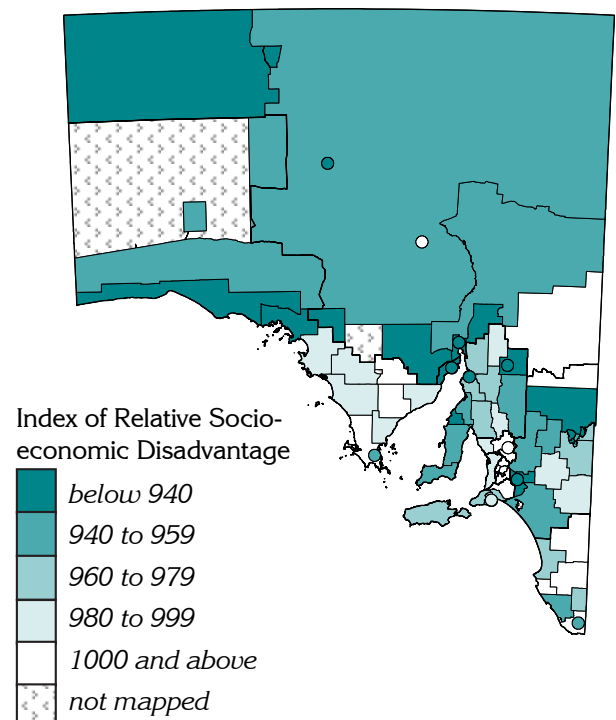 Index of Relative Socio-
economic Disadvantage
below 940
940 to 959
960 to 979
980 to 999
1000 and above
not mapped